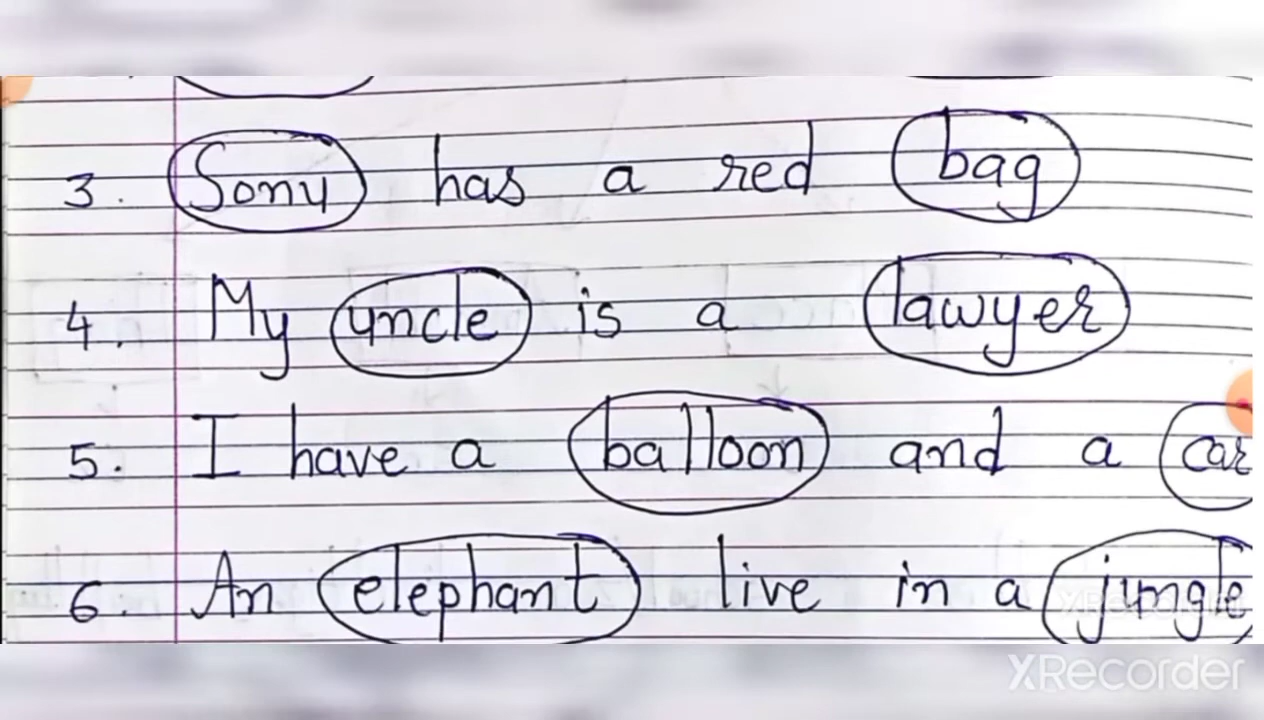 3. Sony has a red bag
4. My uncle is a lawyer
5. I have a balloon and a car
6. An elephant live in a jungle
XRecorder
XRecorder